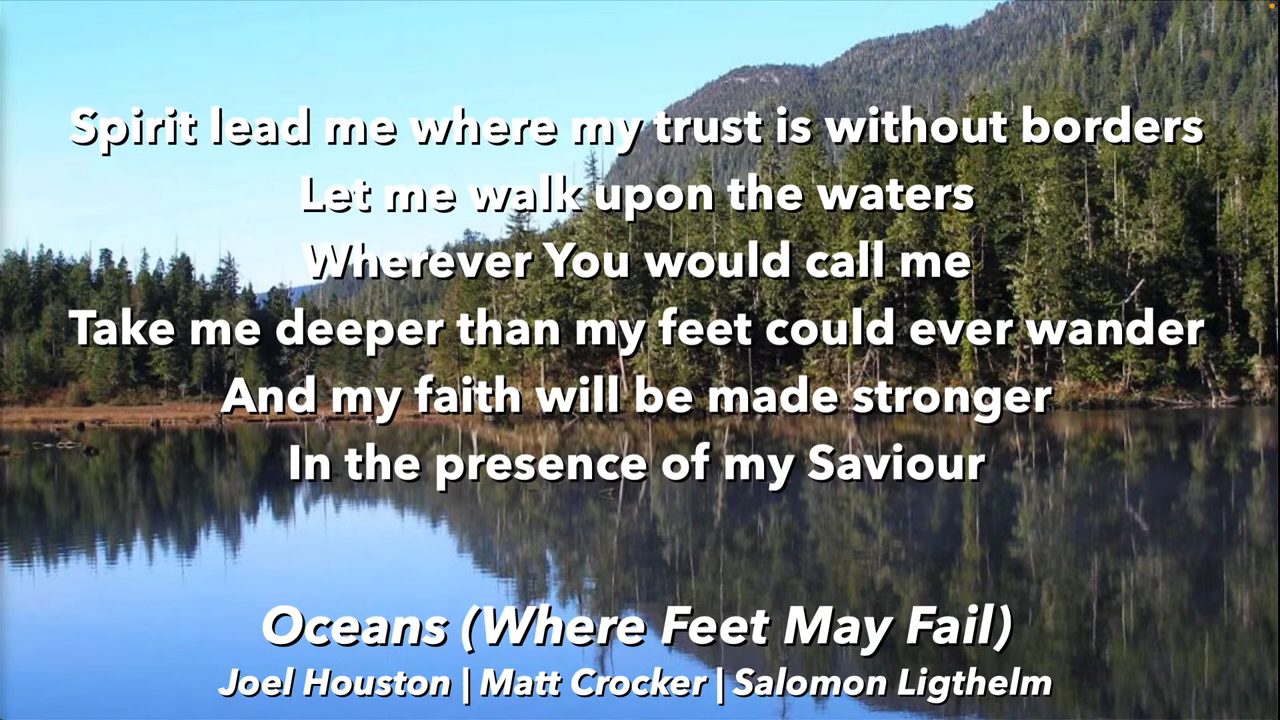 Spirit lead me where my trust is without borders
Let me walk upon the waters
Wherever You would call me
Take me deeper than my feet could ever wander
And my faith will be made stronger
In the presence of my Saviour
Oceans (Where Feet May Fail)
Joel Houston | Matt Crocker | Salomon Ligthelm